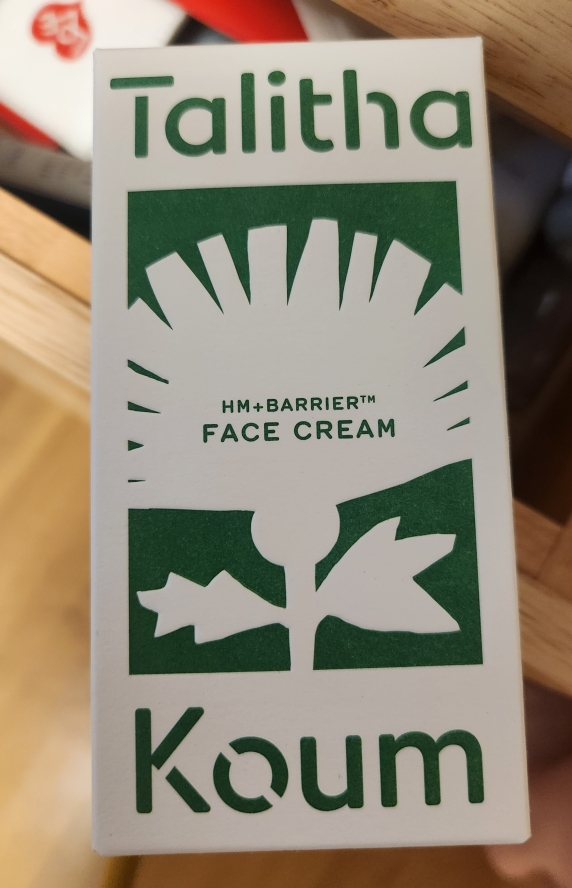 Talitha
HM+BARRIER™
FACE CREAM
Koum